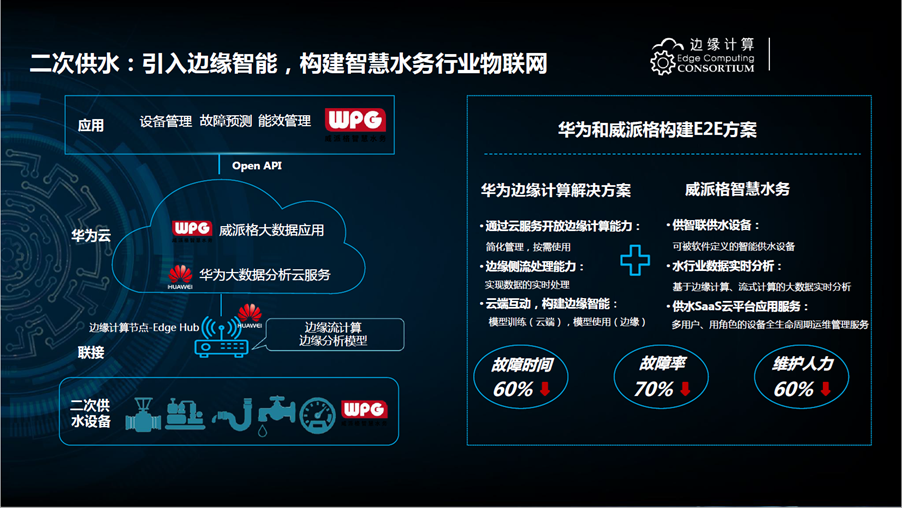 二次供水：引入边缘智能，构建智慧水务行业物联网
边缘计算
Edge Computing
CONSORTIUM
应用
设备管理 故障预测 能效管理
WPG
Open API
华为云
WPG 威派格大数据应用
HUAWEI 华为大数据分析云服务
边缘计算节点-Edge Hub
HUAWEI
联接
边缘流计算
边缘分析模型
二次供
水设备
WPG
华为和威派格构建E2E方案
华为边缘计算解决方案
• 通过云服务开放边缘计算能力：
简化管理，按需使用
• 边缘侧流处理能力：
实现数据的实时处理
• 云端互动，构建边缘智能：
模型训练（云端），模型使用（边缘）
威派格智慧水务
• 供智联供水设备：
可被软件定义的智能供水设备
• 水行业数据实时分析：
基于边缘计算、流式计算的大数据实时分析
• 供水SaaS云平台应用服务：
多用户、用角色的设备全生命周期运维管理服务
故障时间
60%
故障率
70%
维护人力
60%